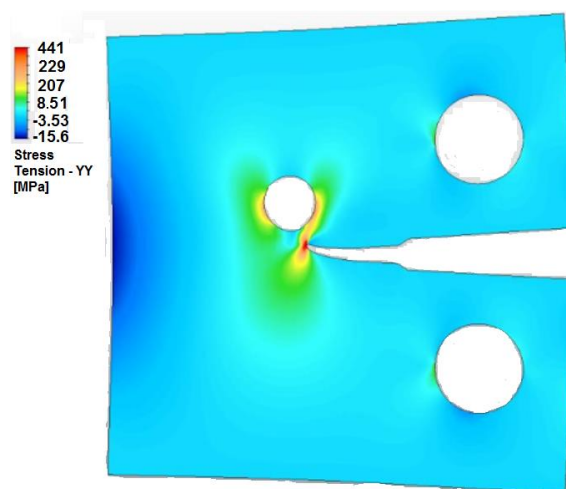 441
229
207
8.51
-3.53
-15.6
Stress
Tension - YY
[MPa]